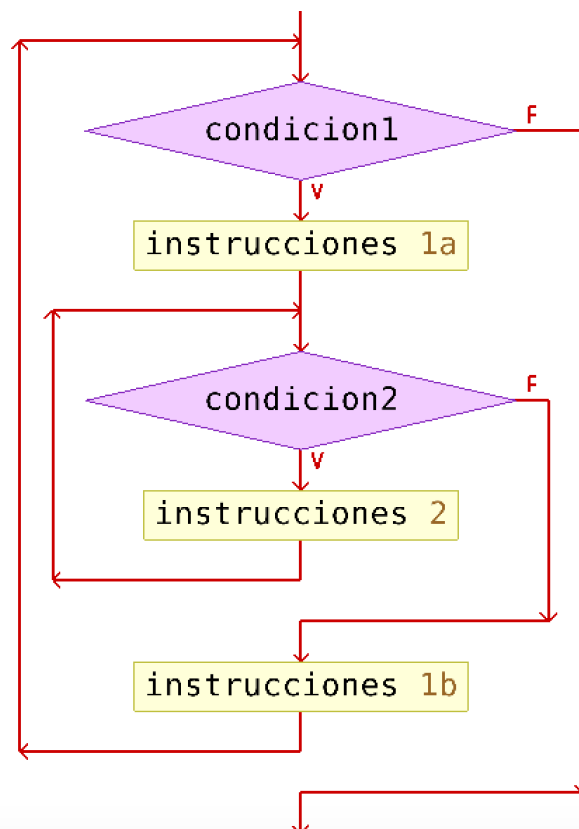 condicion1
F
V
instrucciones 1a
condicion2
F
V
instrucciones 2
instrucciones 1b